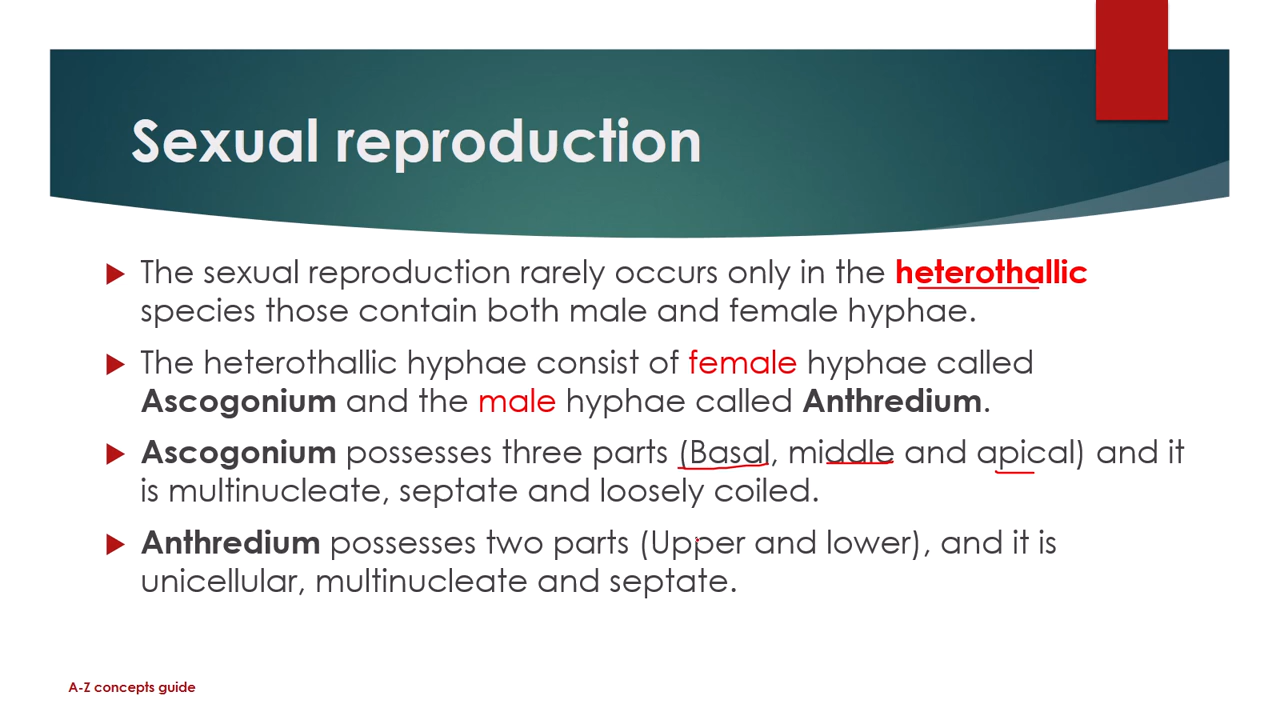 Sexual reproduction
The sexual reproduction rarely occurs only in the heterothallic
species those contain both male and female hyphae.
The heterothallic hyphae consist of female hyphae called
Ascogonium and the male hyphae called Anthredium.
Ascogonium possesses three parts (Basal, middle and apical) and it
is multinucleate, septate and loosely coiled.
Anthredium possesses two parts (Upper and lower), and it is
unicellular, multinucleate and septate.
A-Z concepts guide